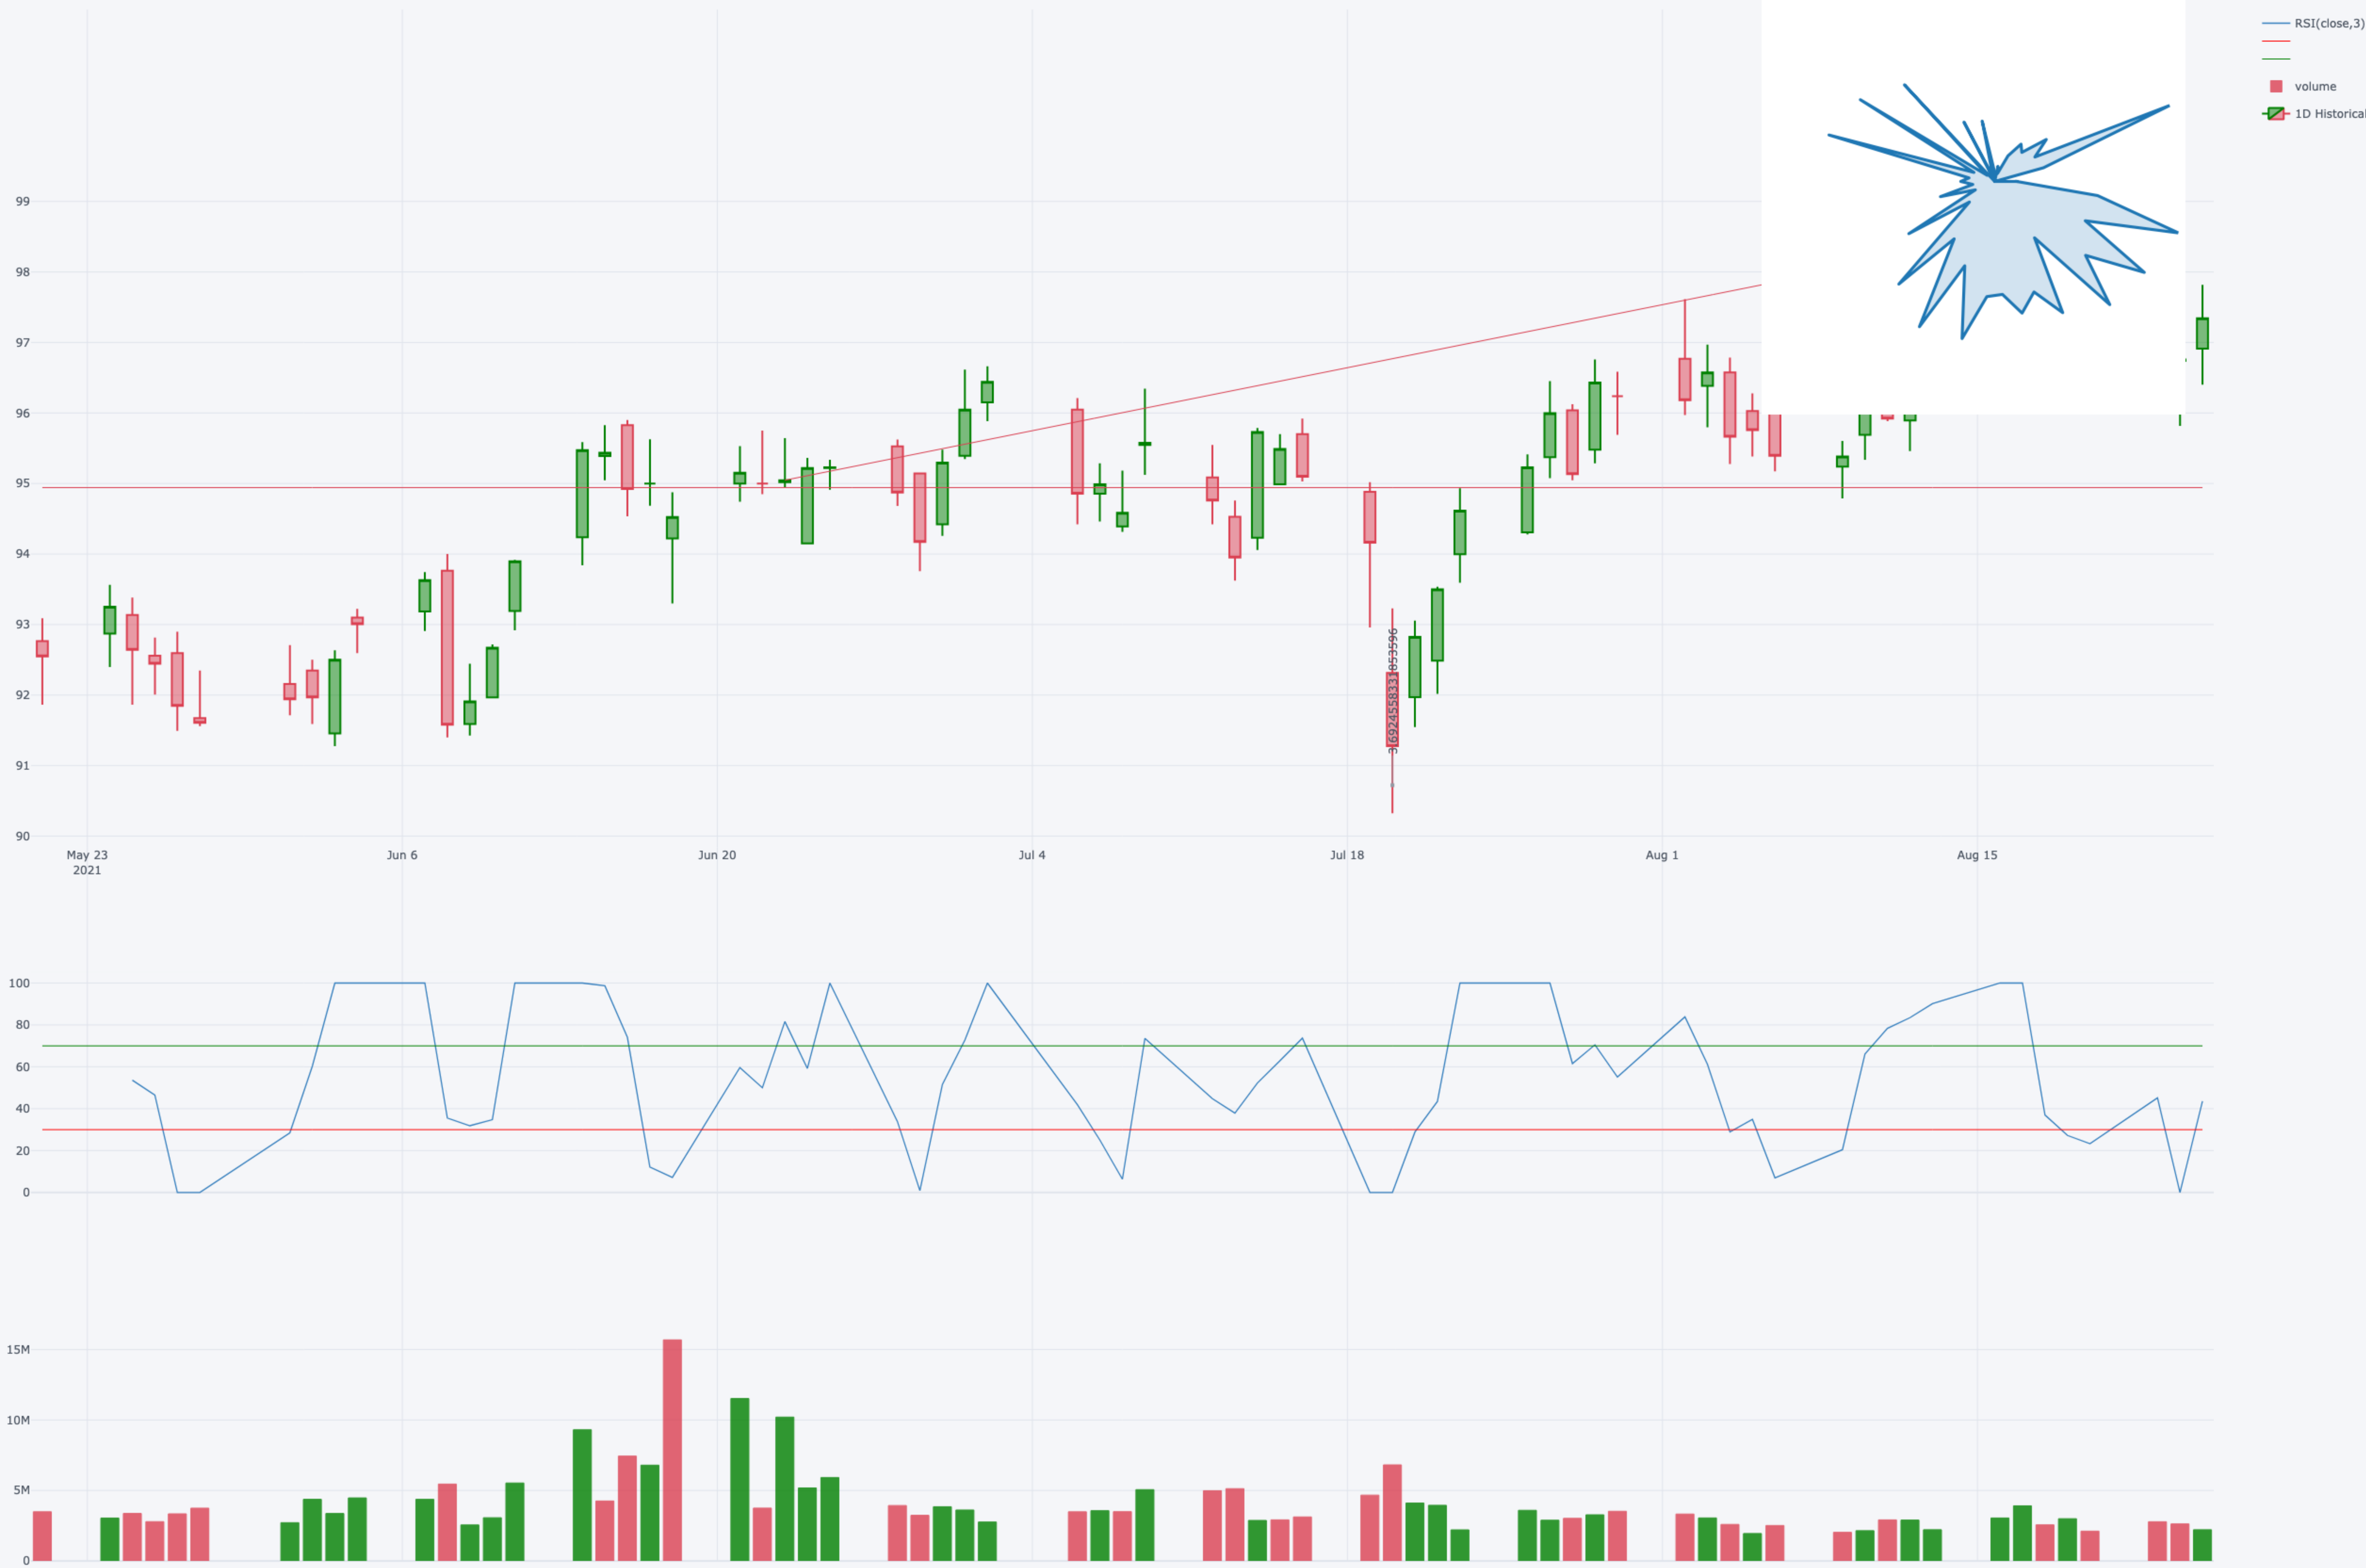 RSI(close,3)
volume
1D Historical
99
98
97
96
95
94
93
92
91
90
3.6924558331853596
May 23
2021
Jun 6
Jun 20
Jul 4
Jul 18
Aug 1
Aug 15
100
80
60
40
20
0
15M
10M
5M
0